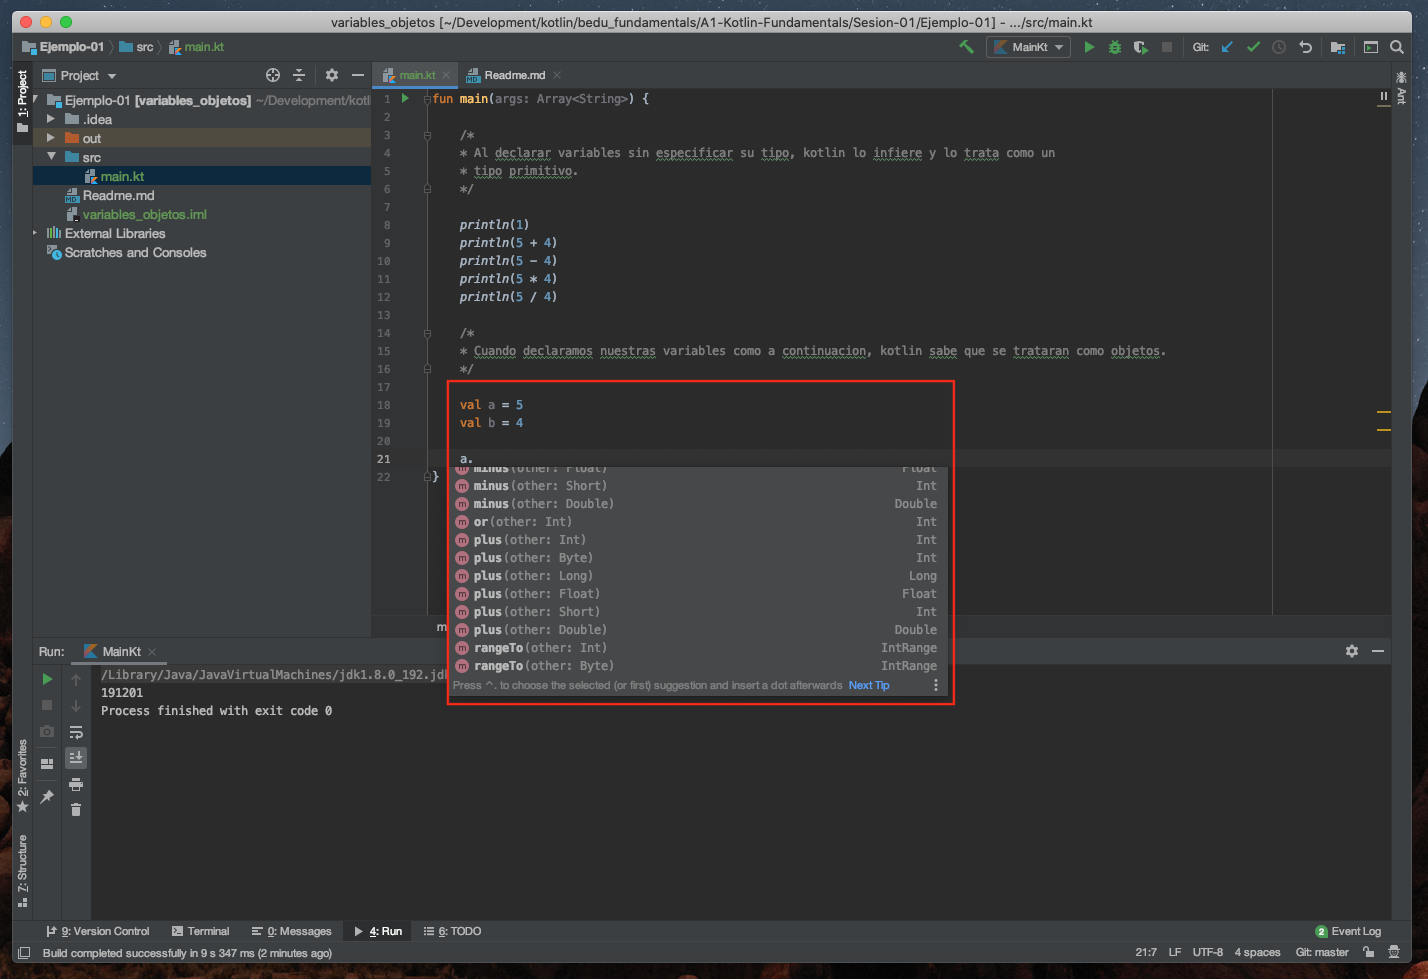 variables_objetos [~/Development/kotlin/bedu_fundamentals/A1-Kotlin-Fundamentals/Sesion-01/Ejemplo-01] - .../src/main.kt
Ejemplo-01 src main.kt
MainKt
Git:
1: Project
Project
main.kt
Readme.md
Ant
Ejemplo-01 [variables_objetos] ~/Development/kotl
.idea
out
src
main.kt
Readme.md
variables_objetos.iml
External Libraries
Scratches and Consoles
1 fun main(args: Array<String>) {
2
3 /*
4 * Al declarar variables sin especificar su tipo, kotlin lo infiere y lo trata como un
5 * tipo primitivo.
6 */
7
8 println(1)
9 println(5 + 4)
10 println(5 - 4)
11 println(5 * 4)
12 println(5 / 4)
13
14 /*
15 * Cuando declaramos nuestras variables como a continuacion, kotlin sabe que se trataran como objetos.
16 */
17
18 val a = 5
19 val b = 4
20
21 a.
22 }
m minus(other: Float) Float
m minus(other: Short) Int
m minus(other: Double) Double
m or(other: Int) Int
m plus(other: Int) Int
m plus(other: Byte) Int
m plus(other: Long) Long
m plus(other: Float) Float
m plus(other: Short) Int
m plus(other: Double) Double
m rangeTo(other: Int) IntRange
m rangeTo(other: Byte) IntRange
Press ^. to choose the selected (or first) suggestion and insert a dot afterwards Next Tip
m
Run: MainKt
/Library/Java/JavaVirtualMachines/jdk1.8.0_192.jd
191201
Process finished with exit code 0
2: Favorites
7: Structure
9: Version Control
Terminal
0: Messages
4: Run
6: TODO
2 Event Log
Build completed successfully in 9 s 347 ms (2 minutes ago)
21:7 LF UTF-8 4 spaces Git: master